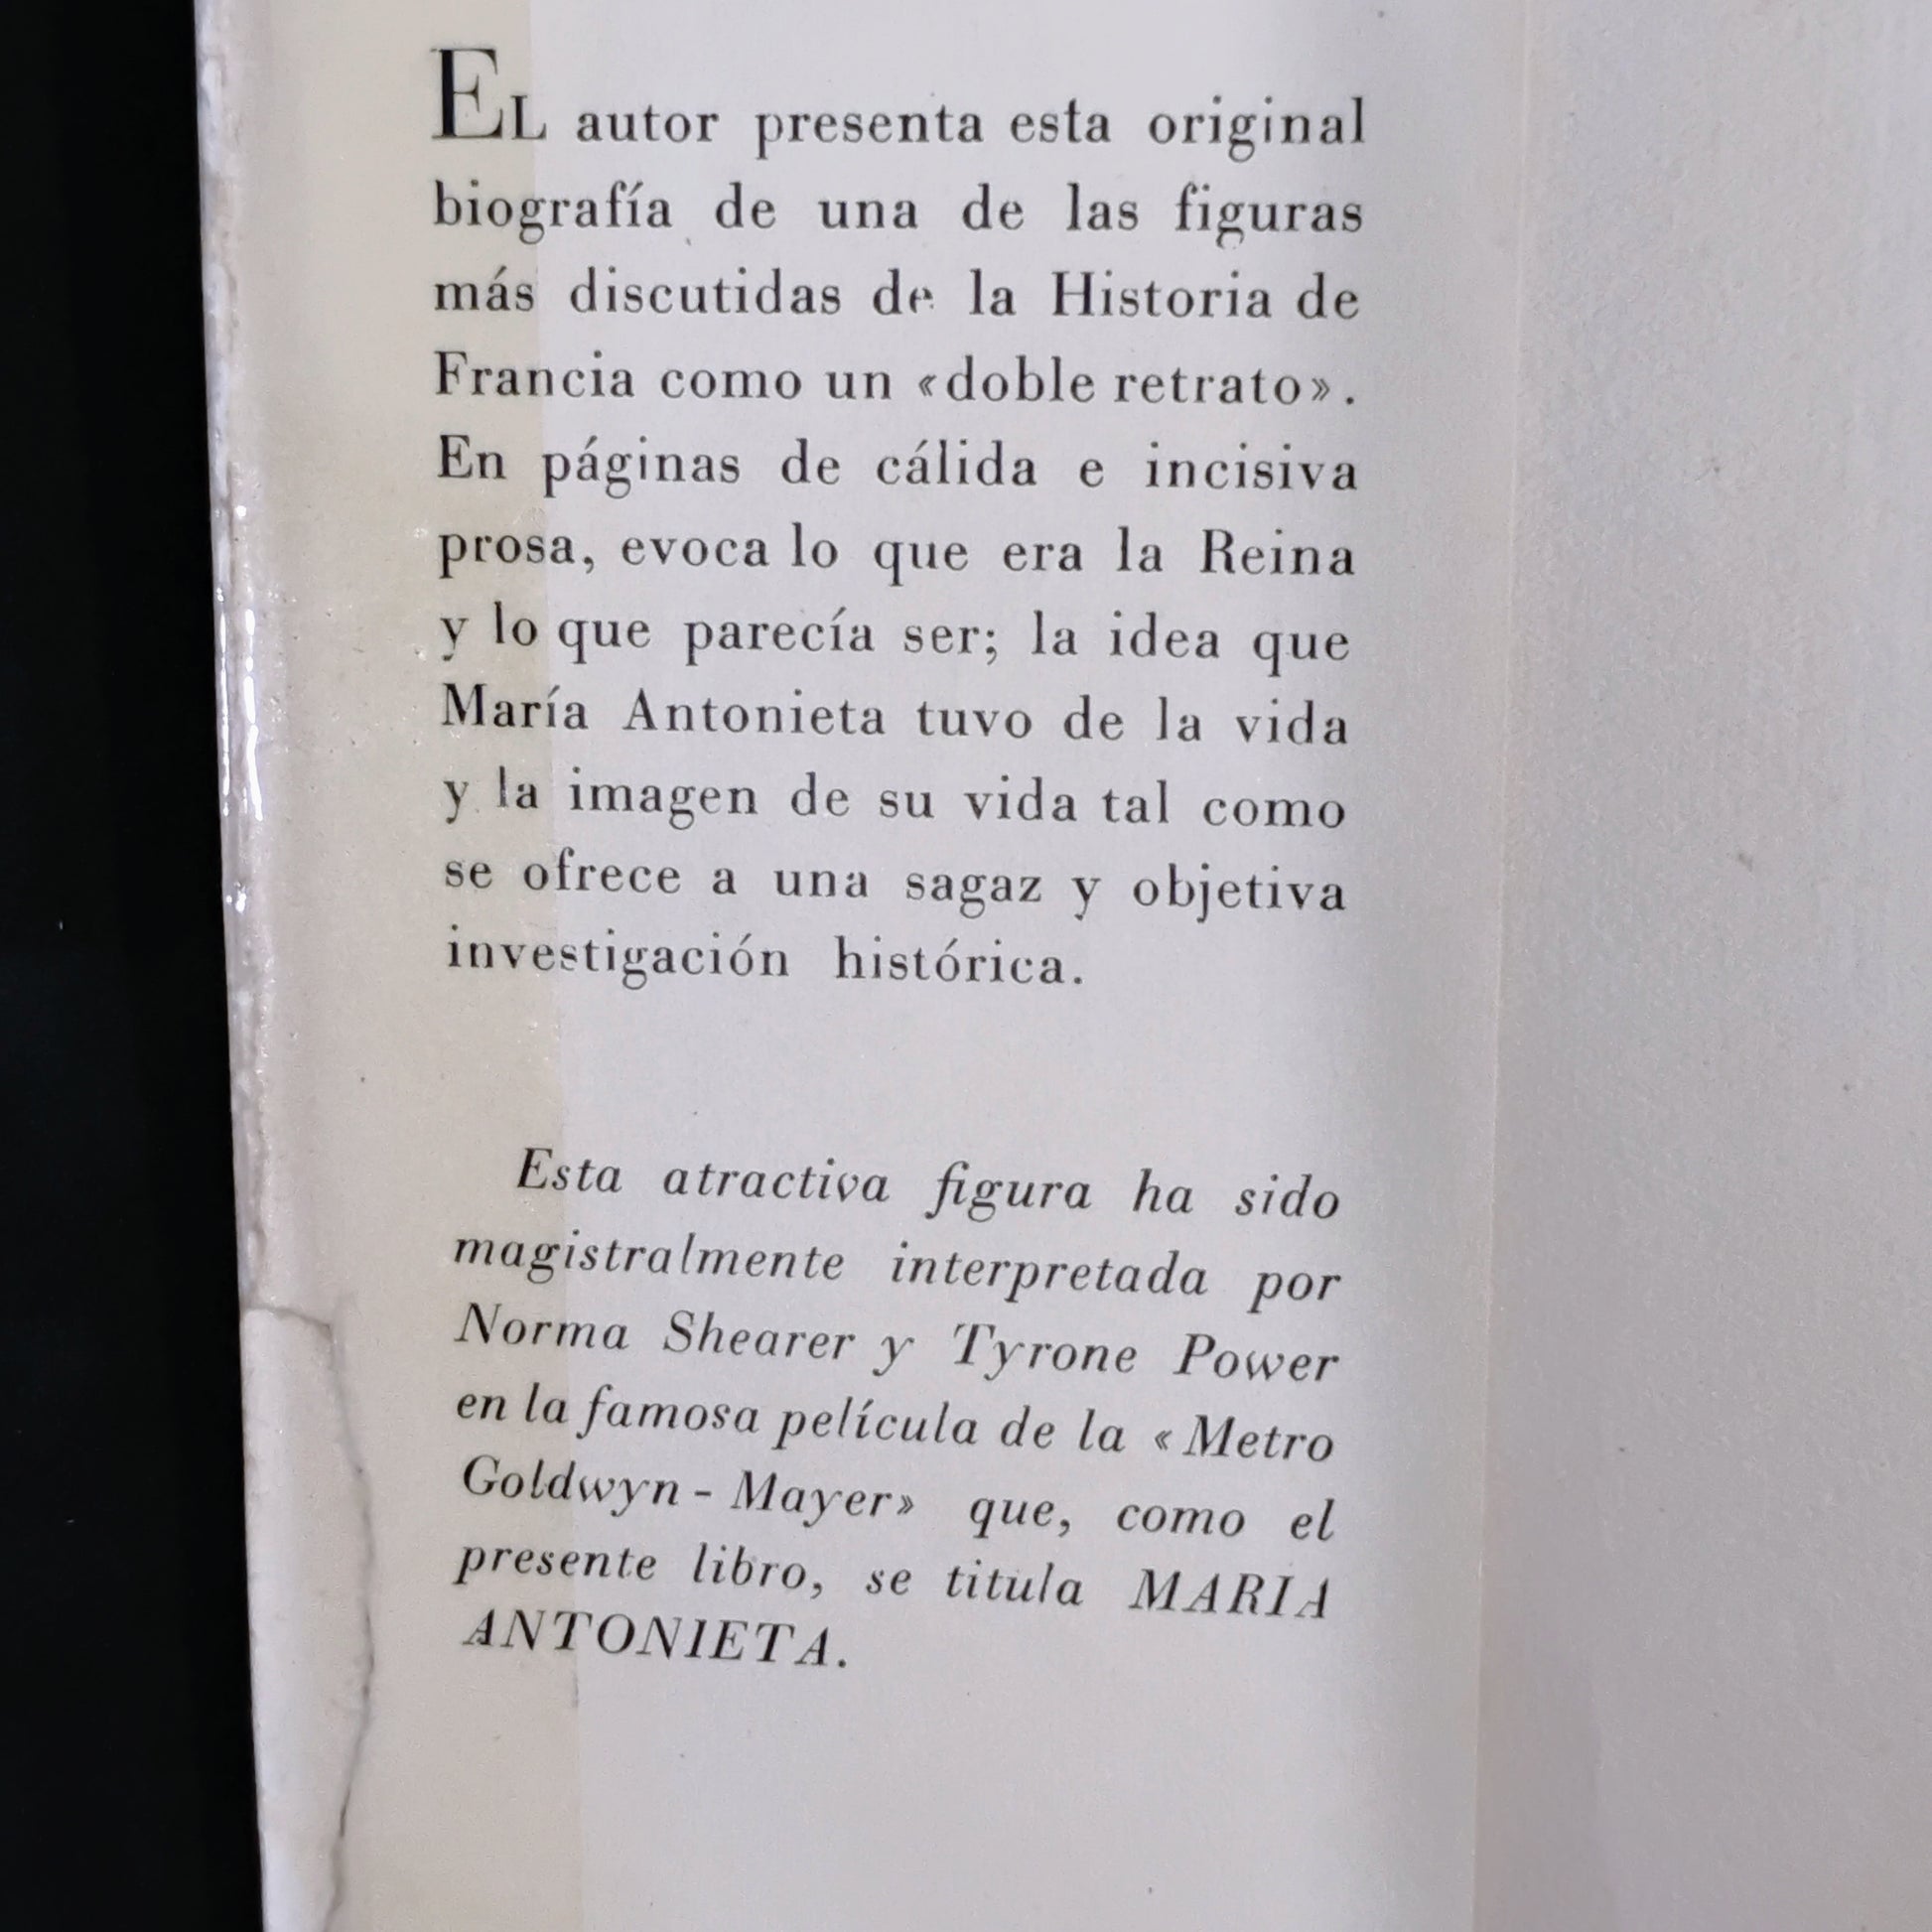 EL autor presenta esta original
biografía de una de las figuras
más discutidas de la Historia de
Francia como un «doble retrato».
En páginas de cálida e incisiva
prosa, evoca lo que era la Reina
y lo que parecía ser; la idea que
María Antonieta tuvo de la vida
y la imagen de su vida tal como
se ofrece a una sagaz y objetiva
investigación histórica.
Esta atractiva figura ha sido
magistralmente interpretada por
Norma Shearer y Tyrone Power
en la famosa película de la «Metro
Goldwyn - Mayer» que, como el
presente libro, se titula MARIA
ANTONIETA.